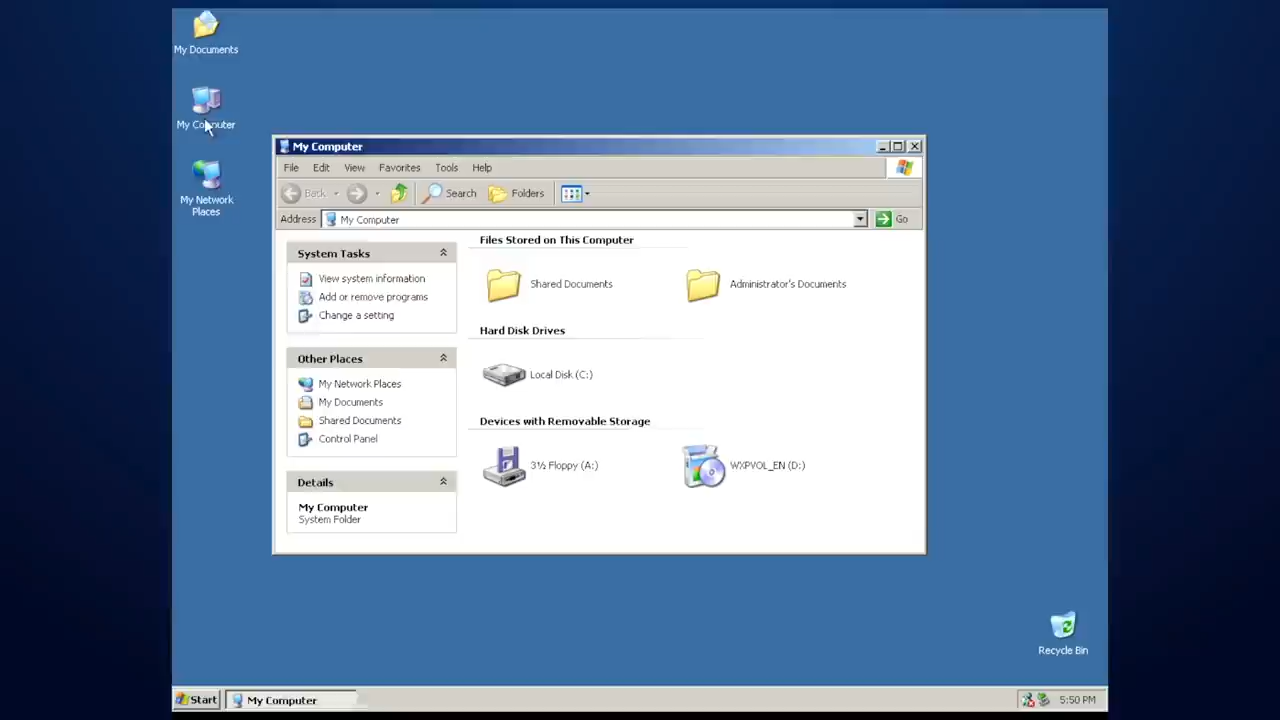 My Documents
My Computer
My Network
Places
My Computer
File Edit View Favorites Tools Help
Back Search Folders
Address My Computer Go
System Tasks
View system information
Add or remove programs
Change a setting
Other Places
My Network Places
My Documents
Shared Documents
Control Panel
Details
My Computer
System Folder
Files Stored on This Computer
Shared Documents Administrator's Documents
Hard Disk Drives
Local Disk (C:)
Devices with Removable Storage
3½ Floppy (A:) WXPVOL_EN (D:)
Recycle Bin
Start My Computer 5:50 PM